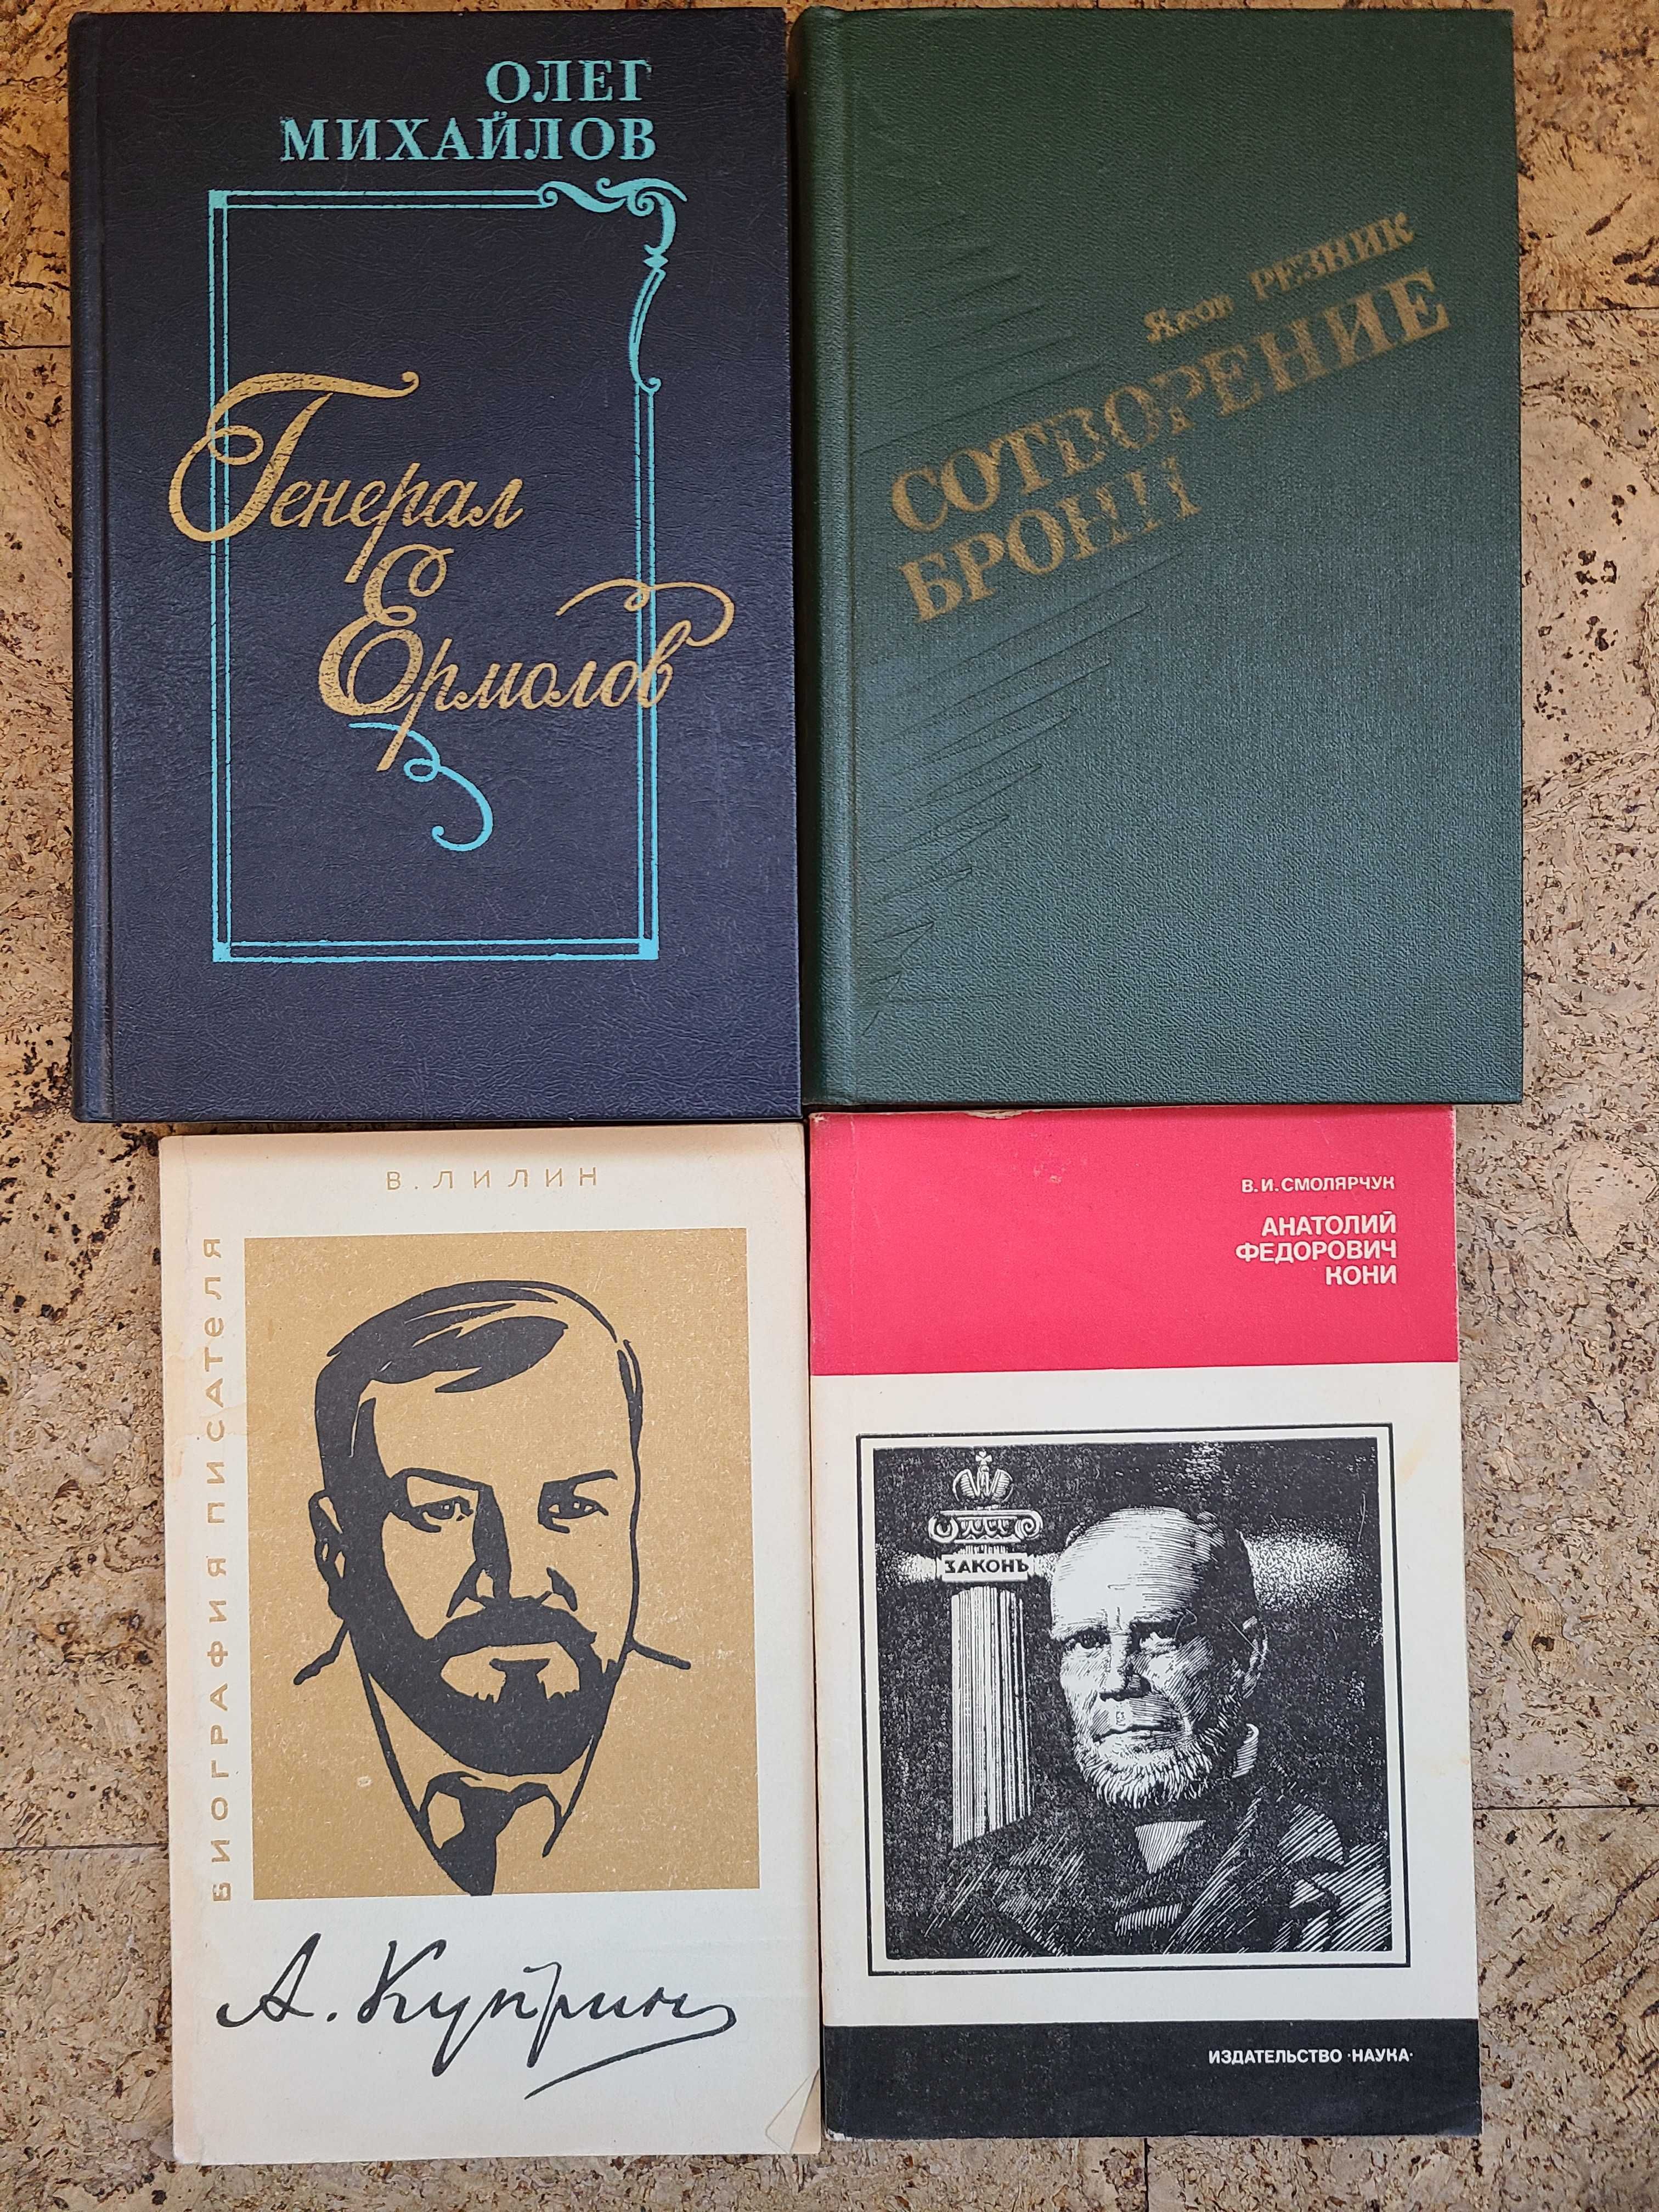 ОЛЕГ
МИХАЙЛОВ
Генерал
Ермолов
Яков РЕЗНИК
СОТВОРЕНИЕ
БРОНИ
В. ЛИЛИН
БИОГРАФИЯ ПИСАТЕЛЯ
А. Куприн
В. И. СМОЛЯРЧУК
АНАТОЛИЙ
ФЕДОРОВИЧ
КОНИ
ЗАКОНЪ
ИЗДАТЕЛЬСТВО ·НАУКА·